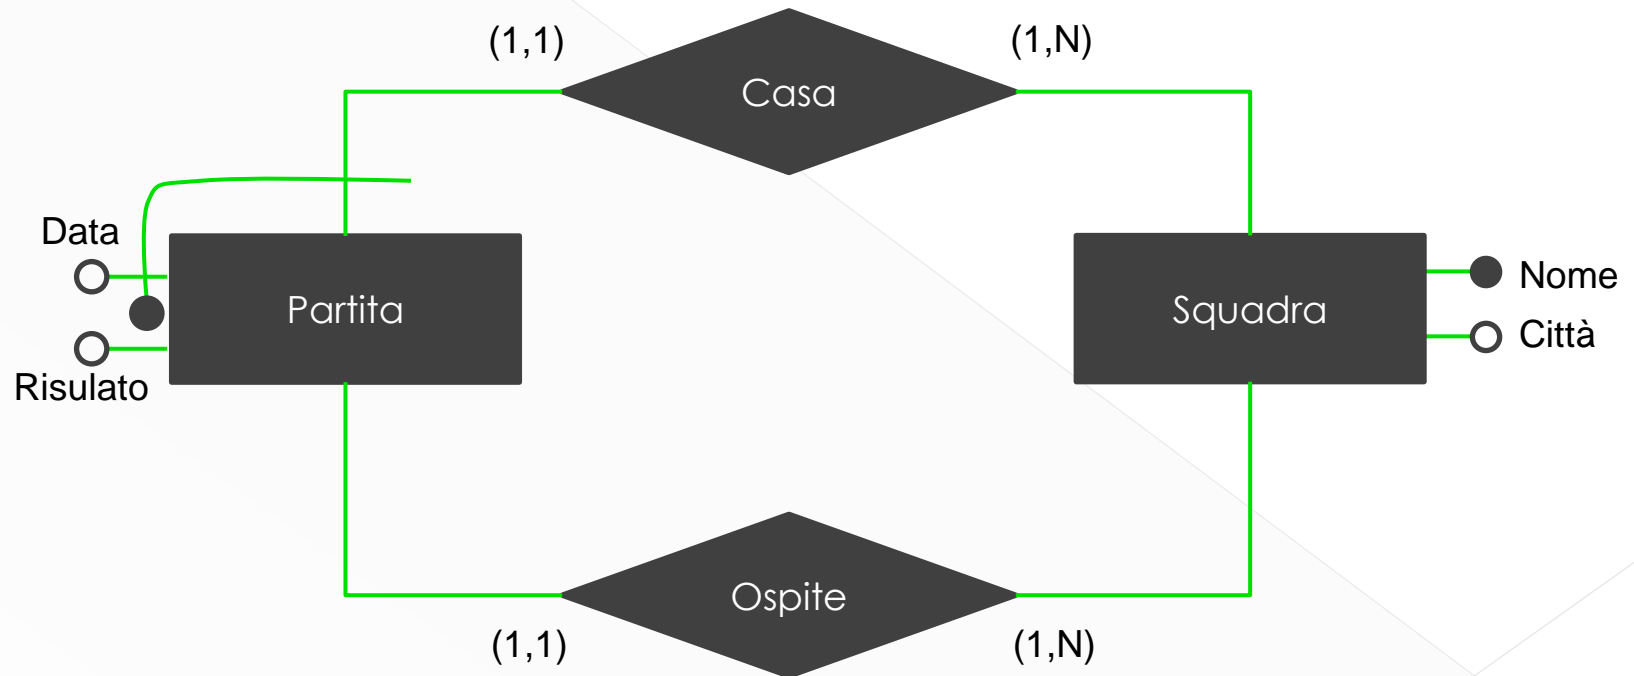 (1,1)
(1,N)
Casa
Data
Partita
Risulato
Squadra
Nome
Città
Ospite
(1,1)
(1,N)